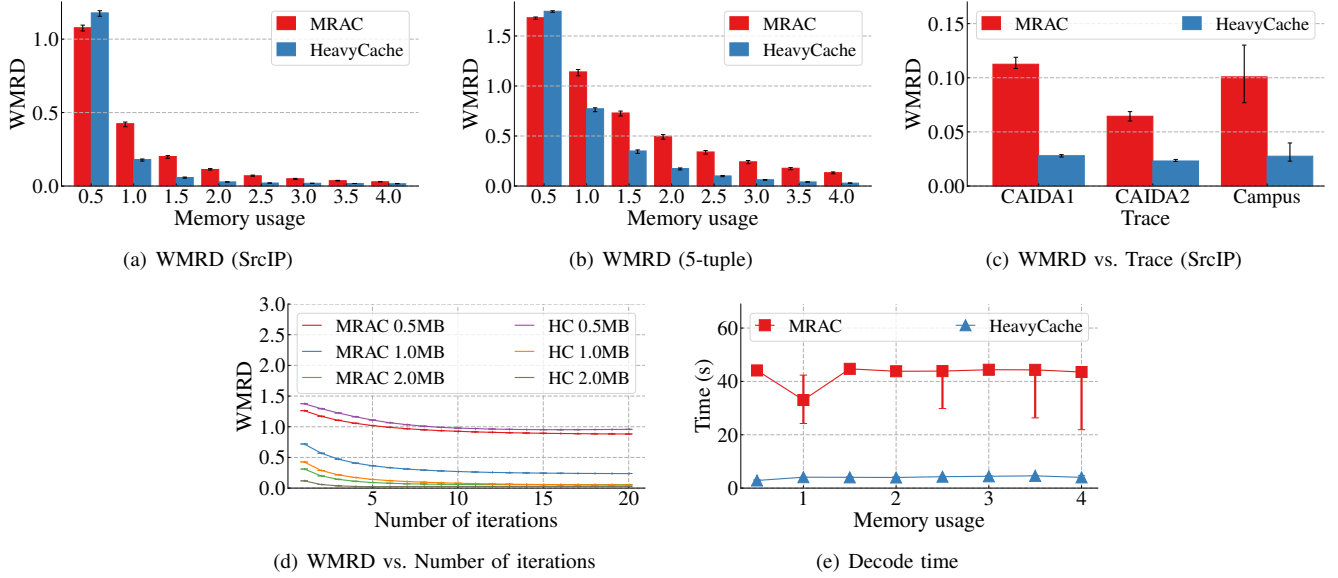 MRAC
HeavyCache
WMRD
1.0
0.5
0.0
0.5 1.0 1.5 2.0 2.5 3.0 3.5 4.0
Memory usage
(a) WMRD (SrcIP)
MRAC
HeavyCache
WMRD
1.5
1.0
0.5
0.0
0.5 1.0 1.5 2.0 2.5 3.0 3.5 4.0
Memory usage
(b) WMRD (5-tuple)
MRAC
HeavyCache
WMRD
0.15
0.10
0.05
0.00
CAIDA1 CAIDA2 Campus
Trace
(c) WMRD vs. Trace (SrcIP)
MRAC 0.5MB HC 0.5MB
MRAC 1.0MB HC 1.0MB
MRAC 2.0MB HC 2.0MB
WMRD
3.0
2.5
2.0
1.5
1.0
0.5
0.0
5 10 15 20
Number of iterations
(d) WMRD vs. Number of iterations
MRAC HeavyCache
Time (s)
60
40
20
0
1 2 3 4
Memory usage
(e) Decode time